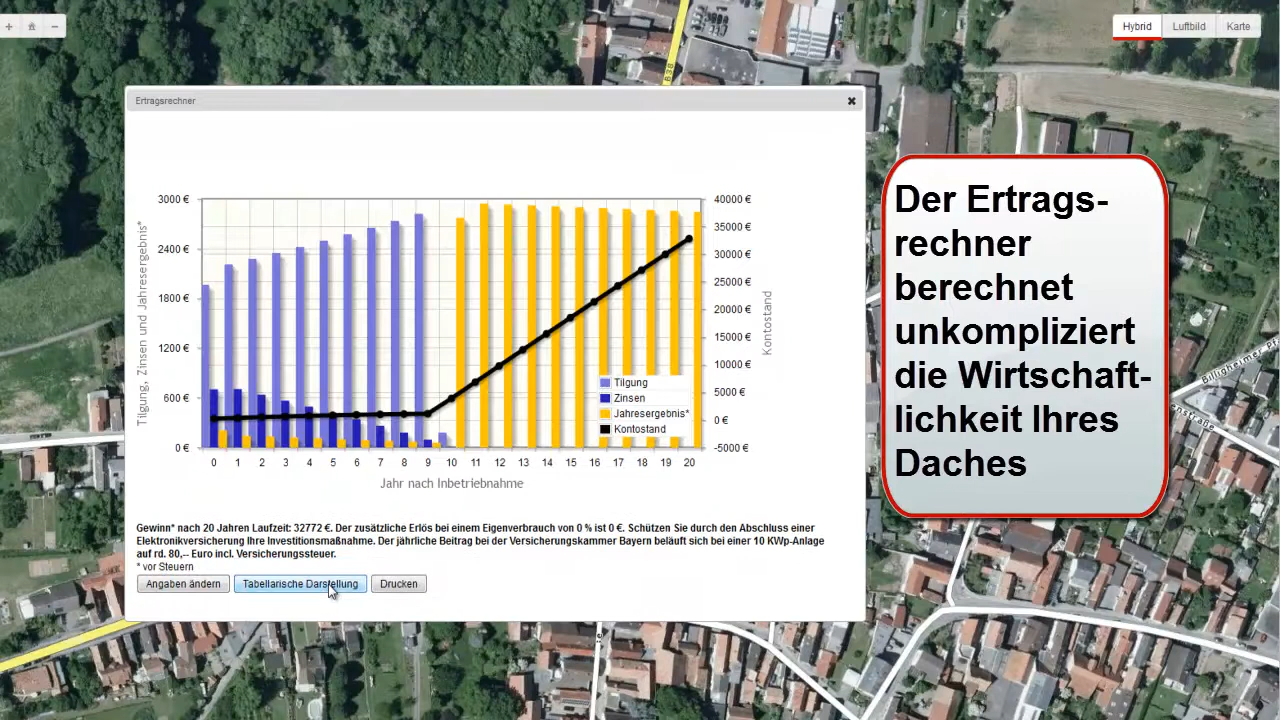 +
-
Hybrid Luftbild Karte
B 38
Ertragsrechner
3000 €
2400 €
1800 €
1200 €
600 €
0 €
Tilgung, Zinsen und Jahresergebnis*
40000 €
35000 €
30000 €
25000 €
20000 €
15000 €
10000 €
5000 €
0 €
-5000 €
Kontostand
Tilgung
Zinsen
Jahresergebnis*
Kontostand
0 1 2 3 4 5 6 7 8 9 10 11 12 13 14 15 16 17 18 19 20
Jahr nach Inbetriebnahme
Gewinn* nach 20 Jahren Laufzeit: 32772 €. Der zusätzliche Erlös bei einem Eigenverbrauch von 0 % ist 0 €. Schützen Sie durch den Abschluss einer
Elektronikversicherung Ihre Investitionsmaßnahme. Der jährliche Beitrag bei der Versicherungskammer Bayern beläuft sich bei einer 10 KWp-Anlage
auf rd. 80,-- Euro incl. Versicherungssteuer.
* vor Steuern
Angaben ändern Tabellarische Darstellung Drucken
Der Ertrags-
rechner
berechnet
unkompliziert
die Wirtschaft-
lichkeit Ihres
Daches
Billigheimer